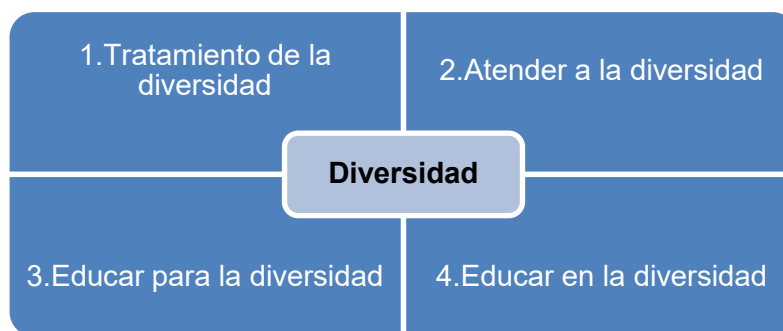 1.Tratamiento de la
diversidad
2.Atender a la diversidad
Diversidad
3.Educar para la diversidad
4.Educar en la diversidad